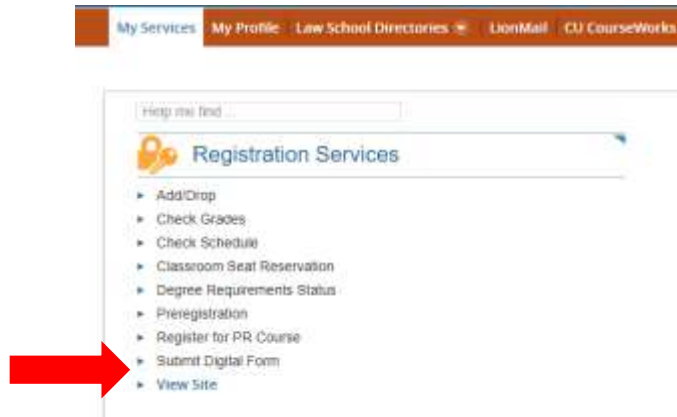 My Services My Profile Law School Directories LionMail CU CourseWorks
Help me find ...
Registration Services
Add/Drop
Check Grades
Check Schedule
Classroom Seat Reservation
Degree Requirements Status
Preregistration
Register for PR Course
Submit Digital Form
View Site